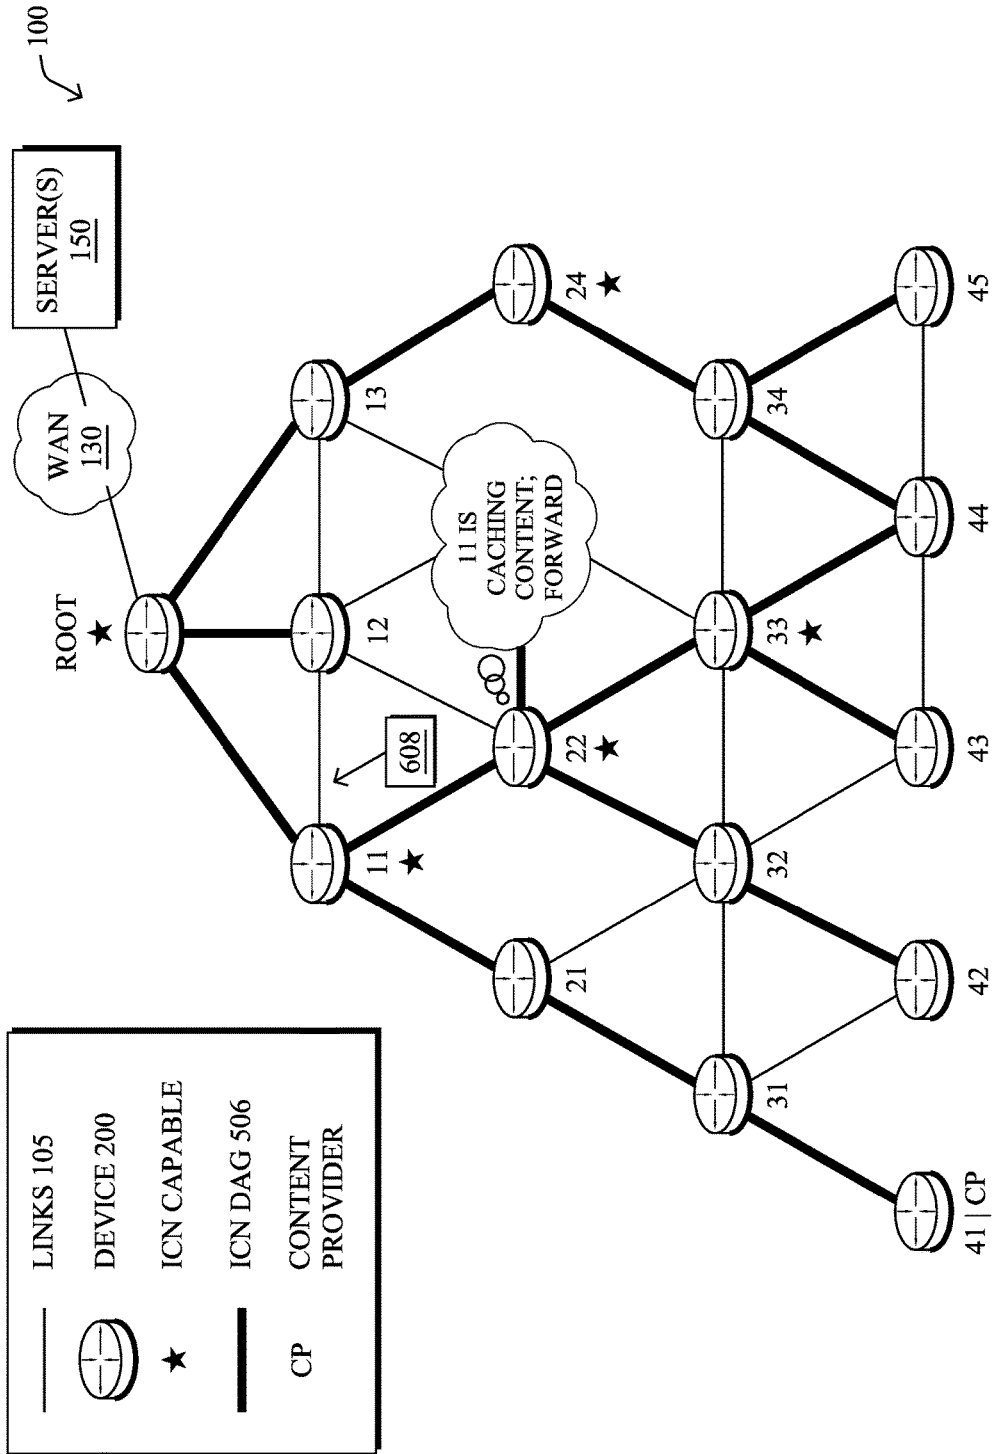 100
SERVER(S)
150
WAN
130
ROOT
11
12
13
608
11 IS
CACHING
CONTENT;
FORWARD
21
22
24
31
32
33
34
41 | CP
42
43
44
45
LINKS 105
DEVICE 200
ICN CAPABLE
ICN DAG 506
CP
CONTENT
PROVIDER